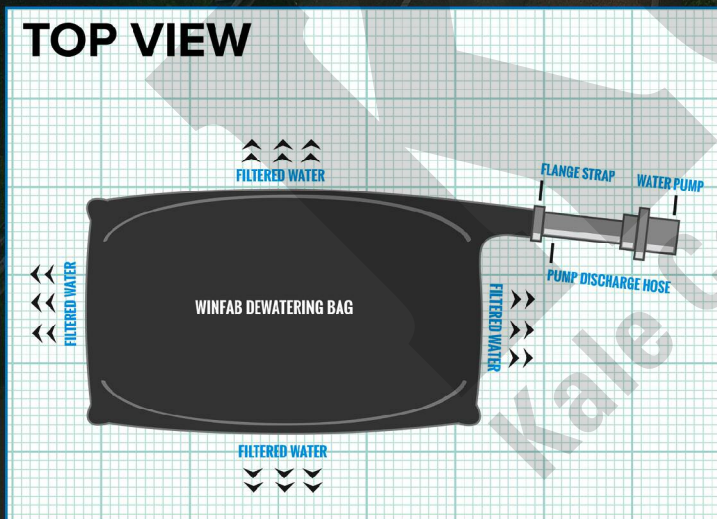 TOP VIEW
FILTERED WATER
FLANGE STRAP
WATER PUMP
PUMP DISCHARGE HOSE
FILTERED WATER
WINFAB DEWATERING BAG
FILTERED WATER
FILTERED WATER
Kale